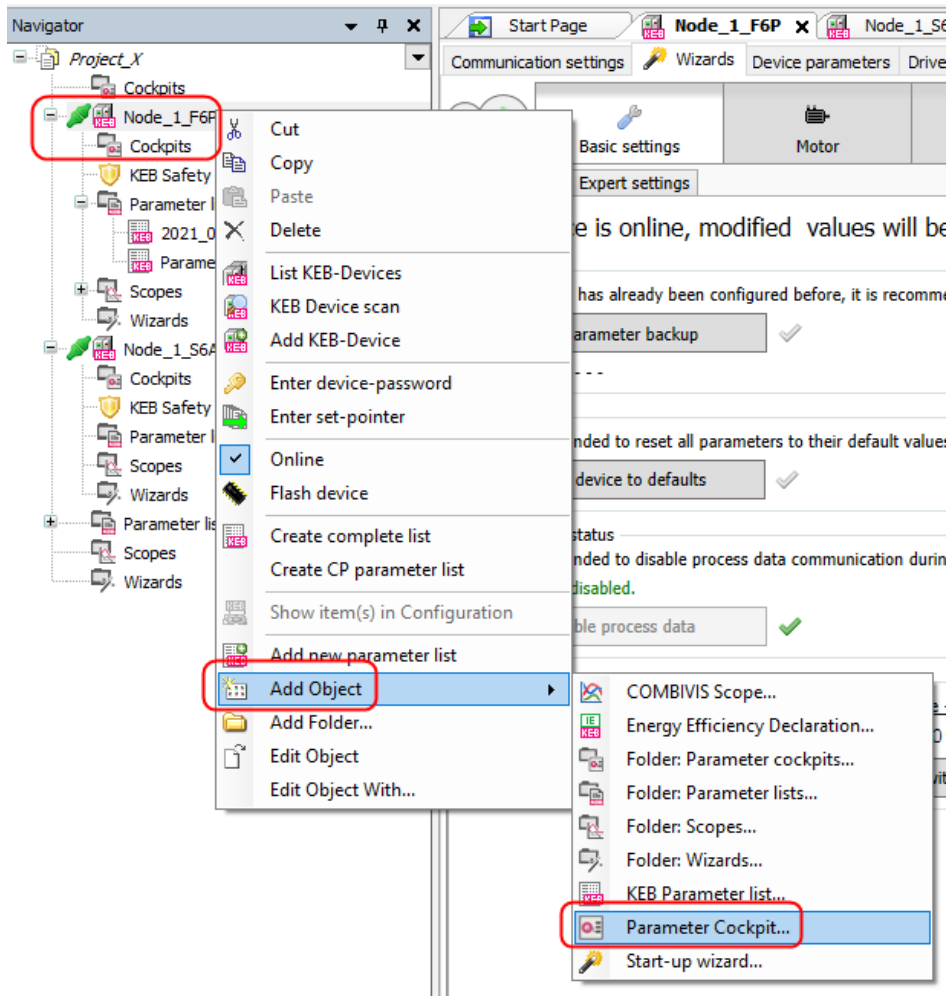 Navigator
Project_X
Cockpits
Node_1_F6P
Cockpits
KEB Safety
Parameter l
2021_0
Parame
Scopes
Wizards
Node_1_S6A
Cockpits
KEB Safety
Parameter l
Scopes
Wizards
Parameter lis
Scopes
Wizards
Start Page
Node_1_F6P
Node_1_S6
Communication settings
Wizards
Device parameters
Drive
Basic settings
Motor
Expert settings
e is online, modified values will be
has already been configured before, it is recomme
arameter backup
- - -
nded to reset all parameters to their default values
device to defaults
status
nded to disable process data communication durin
disabled.
ble process data
Cut
Copy
Paste
Delete
List KEB-Devices
KEB Device scan
Add KEB-Device
Enter device-password
Enter set-pointer
Online
Flash device
Create complete list
Create CP parameter list
Show item(s) in Configuration
Add new parameter list
Add Object
Add Folder...
Edit Object
Edit Object With...
COMBIVIS Scope...
Energy Efficiency Declaration...
Folder: Parameter cockpits...
Folder: Parameter lists...
Folder: Scopes...
Folder: Wizards...
KEB Parameter list...
Parameter Cockpit...
Start-up wizard...